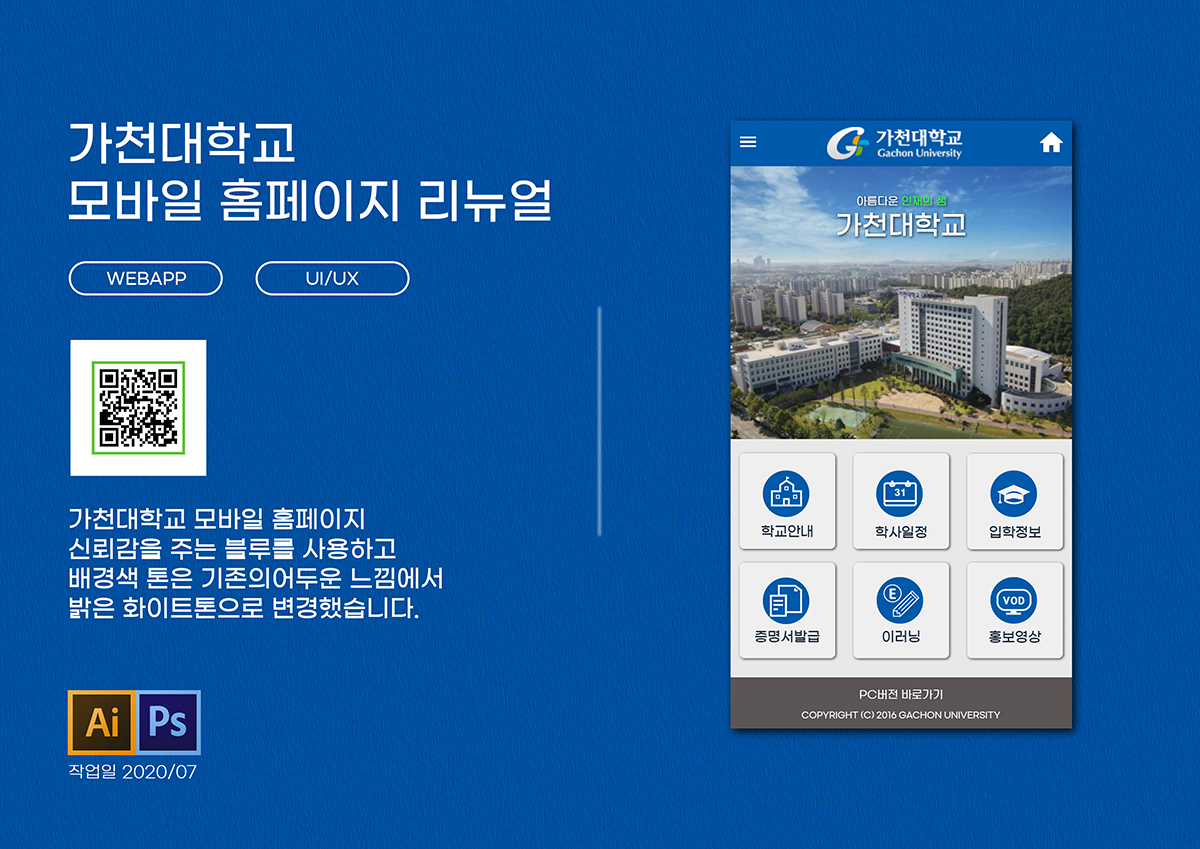 가천대학교
모바일 홈페이지 리뉴얼
WEBAPP
UI/UX
가천대학교 모바일 홈페이지
신뢰감을 주는 블루를 사용하고
배경색 톤은 기존의어두운 느낌에서
밝은 화이트톤으로 변경했습니다.
Ai
Ps
작업일 2020/07
가천대학교
Gachon University
아름다운 인재의 샘
가천대학교
가천대학교
학교안내
31
학사일정
입학정보
증명서발급
E
이러닝
VOD
홍보영상
PC버전 바로가기
COPYRIGHT (C) 2016 GACHON UNIVERSITY